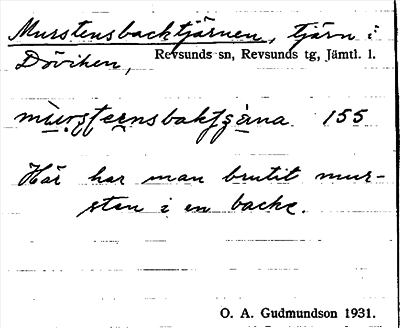 Murstensbacktjärnen, tjärn i
Döviken, Revsunds sn, Revsunds tg, Jämtl. l.
155
Här har man brutit mur-
sten i en backe.
O. A. Gudmundson 1931.